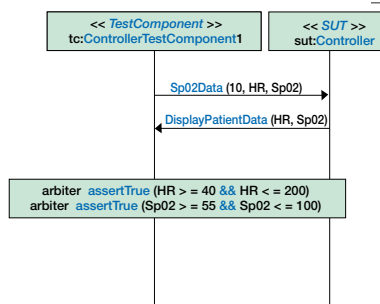 << TestComponent >>
tc:ControllerTestComponent1
<< SUT >>
sut:Controller
Sp02Data (10, HR, Sp02)
DisplayPatientData (HR, Sp02)
arbiter assertTrue (HR > = 40 && HR < = 200)
arbiter assertTrue (Sp02 > = 55 && Sp02 < = 100)